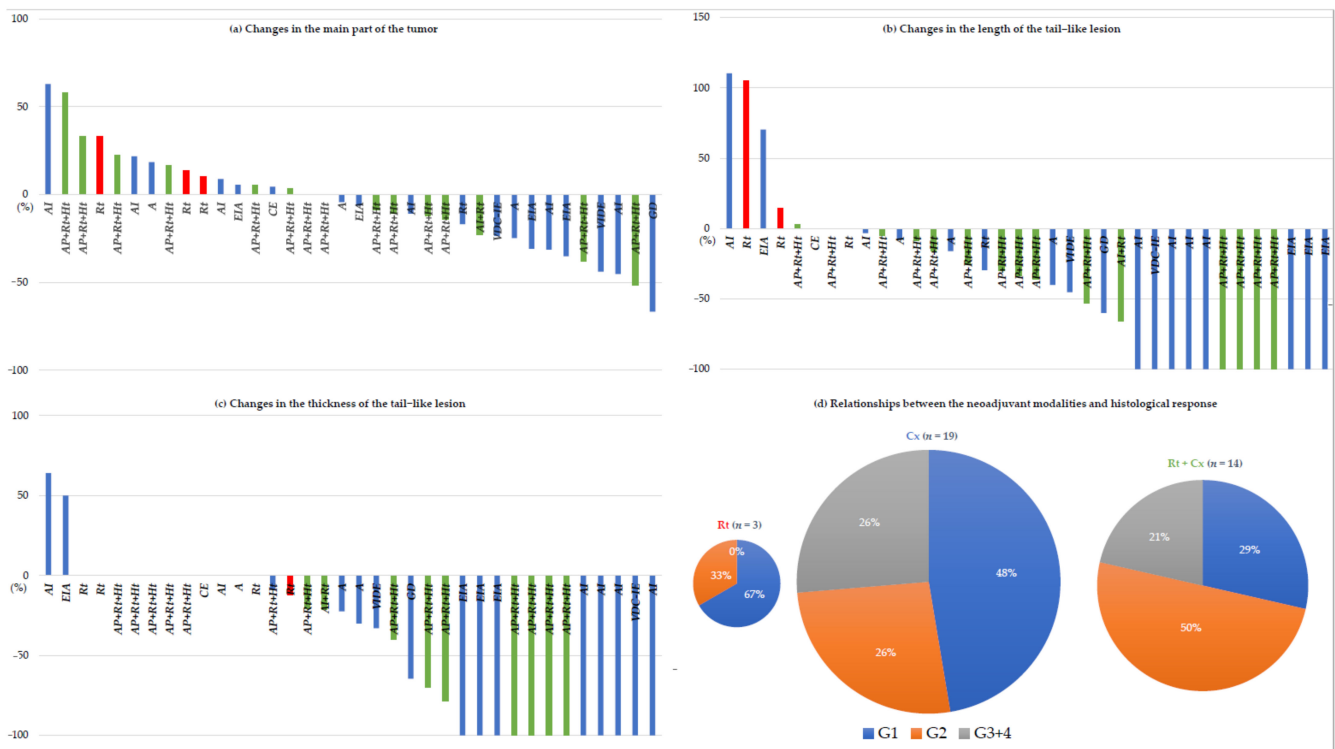 (a) Changes in the main part of the tumor
100
50
0
(%)
−50
−100
AI
AP+Rt+Ht
AP+Rt+Ht
Rt
AP+Rt+Ht
AI
A
AP+Rt+Ht
Rt
Rt
AI
EIA
AP+Rt+Ht
CE
AP+Rt+Ht
AP+Rt+Ht
AP+Rt+Ht
A
EIA
AP+Rt+Ht
AP+Rt+Ht
AI
AP+Rt+Ht
AP+Rt+Ht
Rt
AI+Rt
VDC-IE
A
EIA
AI
EIA
AP+Rt+Ht
VIDE
AI
AP+Rt+Ht
GD
(b) Changes in the length of the tail−like lesion
150
100
50
0
(%)
−50
−100
AI
Rt
EIA
Rt
AP+Rt+Ht
CE
AP+Rt+Ht
Rt
AI
AP+Rt+Ht
A
AP+Rt+Ht
AP+Rt+Ht
A
AP+Rt+Ht
Rt
AP+Rt+Ht
AP+Rt+Ht
AP+Rt+Ht
A
VIDE
AP+Rt+Ht
GD
AI+Rt
AI
VDC-IE
AI
AI
AI
AP+Rt+Ht
AP+Rt+Ht
AP+Rt+Ht
AP+Rt+Ht
EIA
EIA
EIA
(c) Changes in the thickness of the tail−like lesion
100
50
0
(%)
−50
−100
AI
EIA
Rt
Rt
AP+Rt+Ht
AP+Rt+Ht
AP+Rt+Ht
AP+Rt+Ht
AP+Rt+Ht
CE
AI
A
Rt
AP+Rt+Ht
Rt
AP+Rt+Ht
AI+Rt
A
A
VIDE
AP+Rt+Ht
GD
AP+Rt+Ht
AP+Rt+Ht
EIA
EIA
EIA
AP+Rt+Ht
AP+Rt+Ht
AP+Rt+Ht
AP+Rt+Ht
AI
AI
AI
VDC-IE
AI
(d) Relationships between the neoadjuvant modalities and histological response
Rt (n = 3)
0%
33%
67%
Cx (n = 19)
26%
48%
26%
Rt + Cx (n = 14)
21%
29%
50%
G1 G2 G3+4